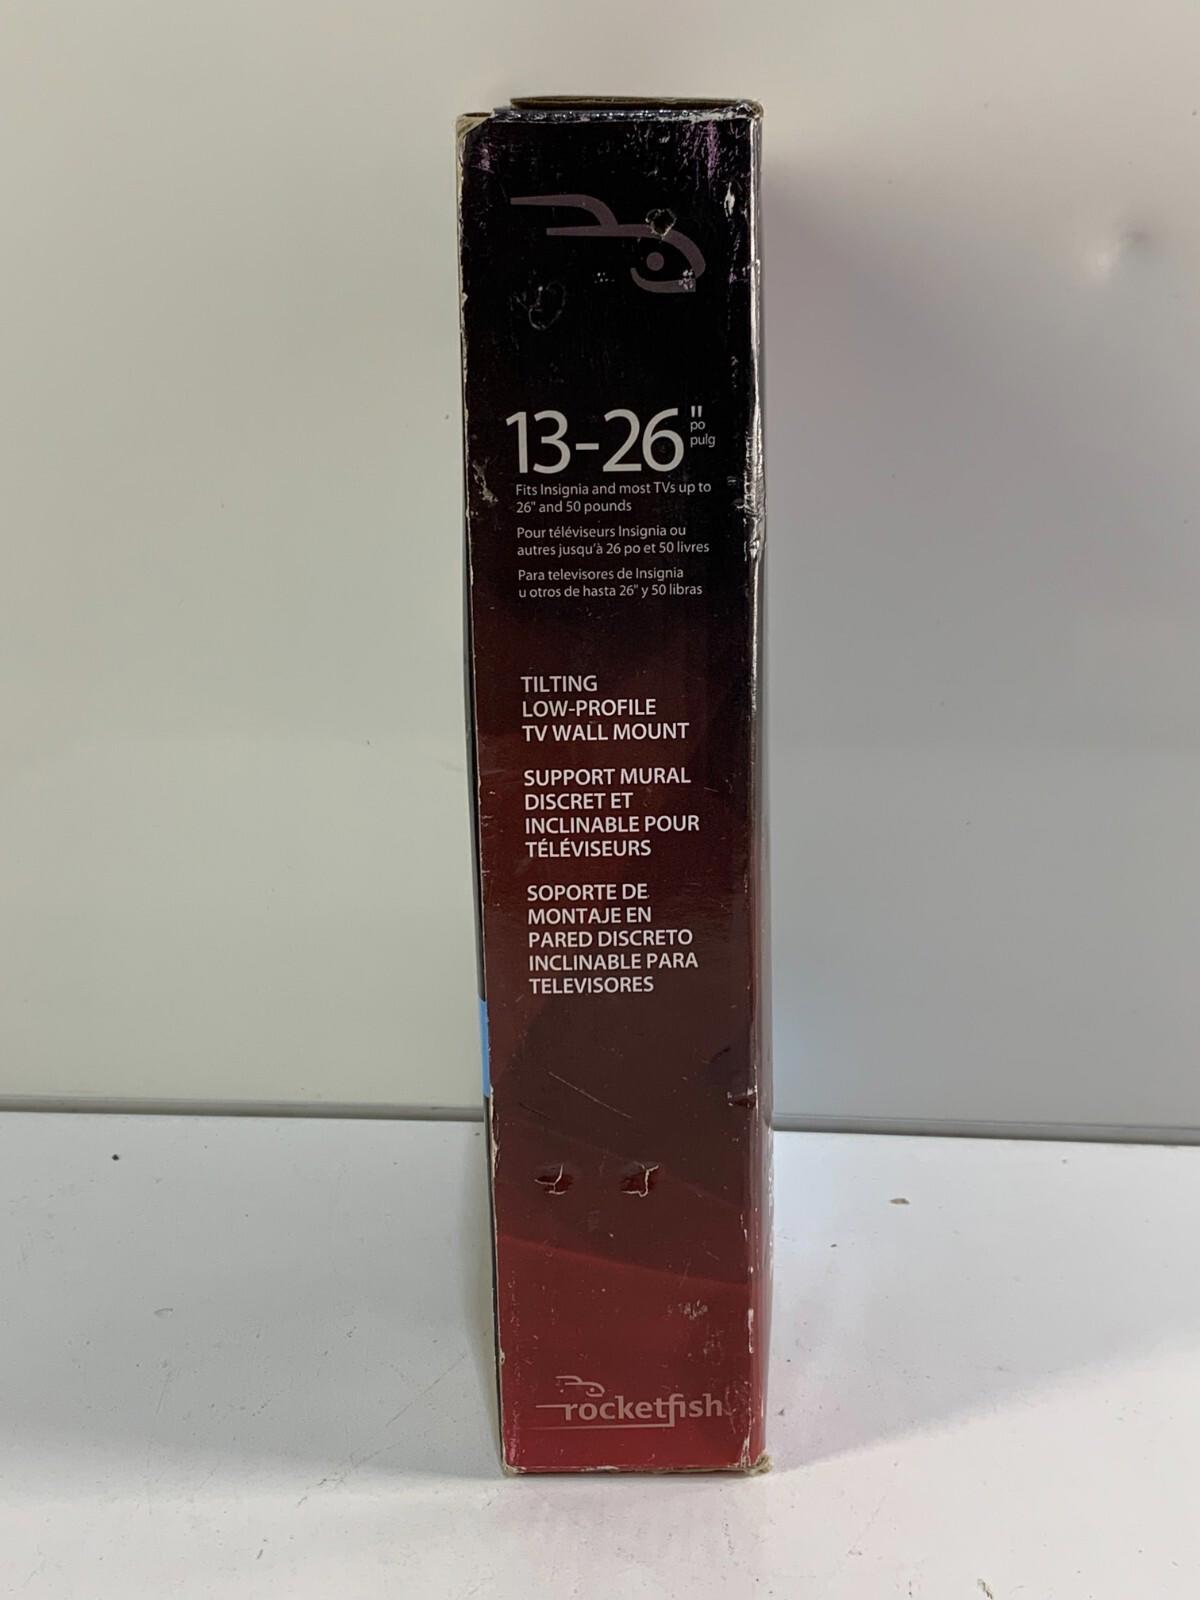 13-26"
po
pulg
Fits Insignia and most TVs up to
26" and 50 pounds
Pour téléviseurs Insignia ou
autres jusqu'à 26 po et 50 livres
Para televisores de Insignia
u otros de hasta 26" y 50 libras
TILTING
LOW-PROFILE
TV WALL MOUNT
SUPPORT MURAL
DISCRET ET
INCLINABLE POUR
TÉLÉVISEURS
SOPORTE DE
MONTAJE EN
PARED DISCRETO
INCLINABLE PARA
TELEVISORES
rocketfish